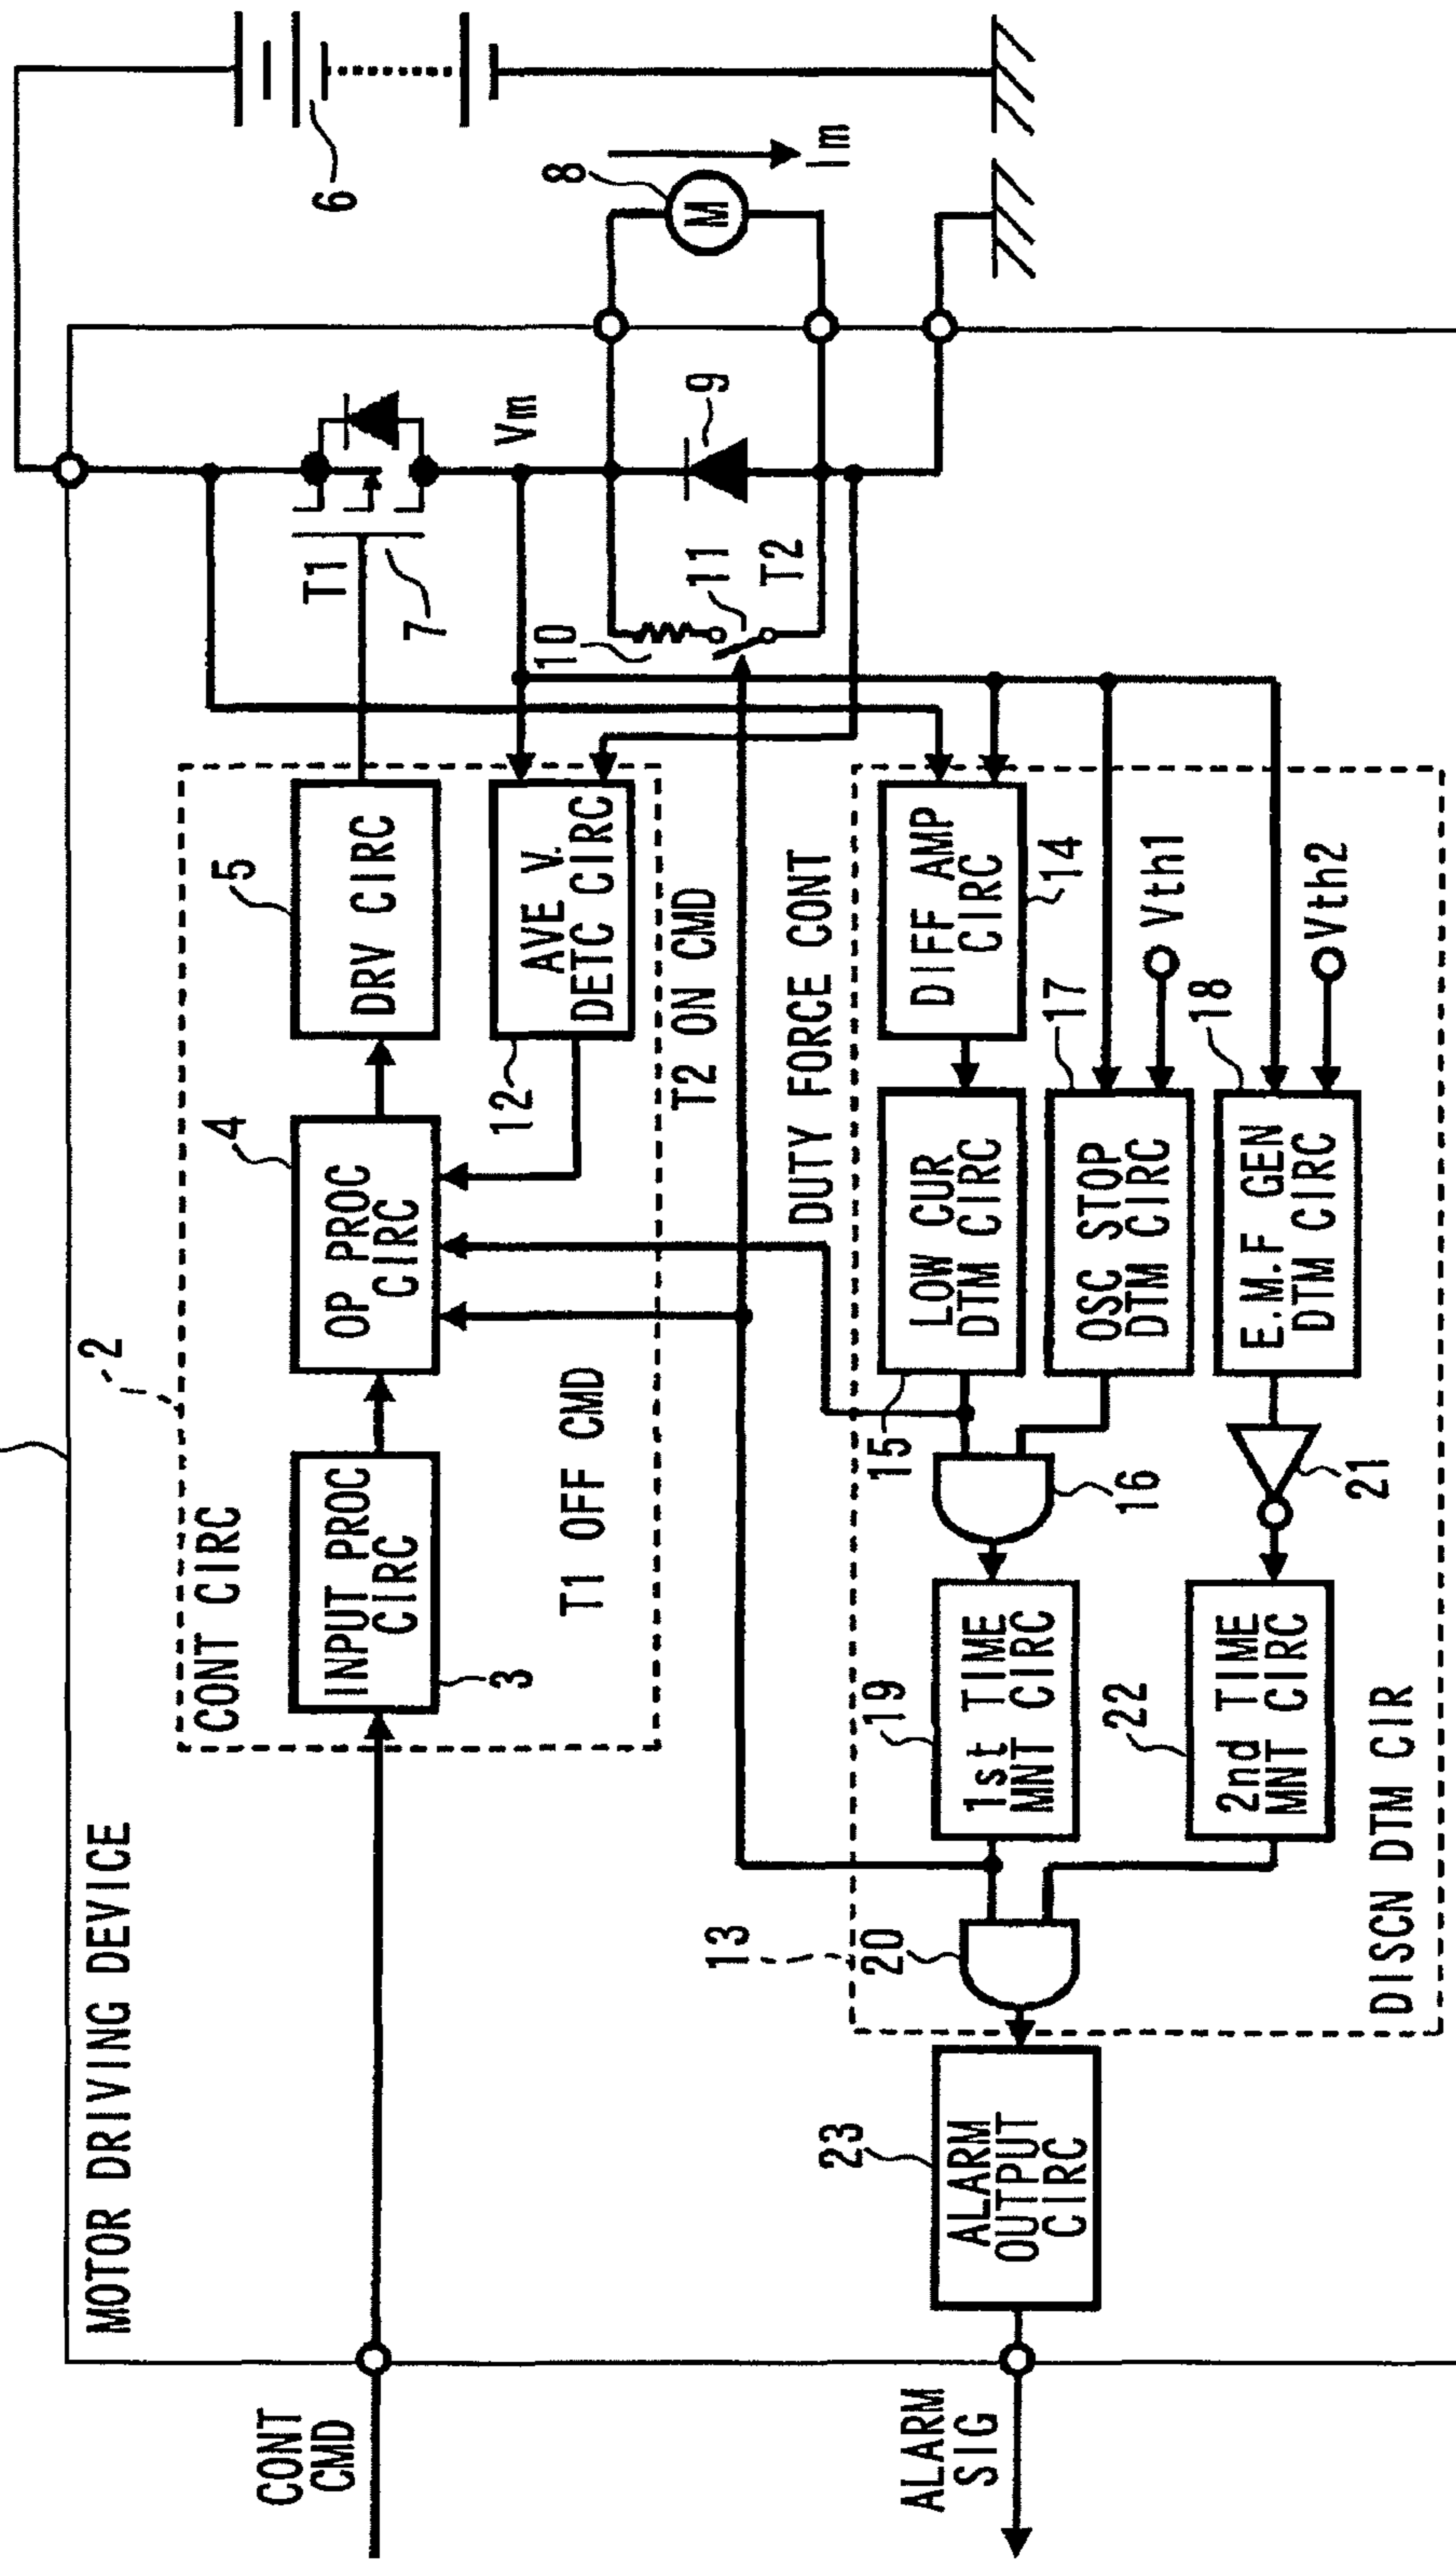 MOTOR DRIVING DEVICE
CONT CIRC
2
CONT
CMD
INPUT PROC
CIRC
3
OP PROC
CIRC
4
DRV CIRC
5
AVE V.
DETC CIRC
12
T1 OFF CMD
T2 ON CMD
DUTY FORCE CONT
T1
7
Vm
6
8
M
Im
9
10
11
T2
DIFF AMP
CIRC
14
LOW CUR
DTM CIRC
15
OSC STOP
DTM CIRC
17
Vth1
E.M.F GEN
DTM CIRC
18
Vth2
16
21
1st TIME
MNT CIRC
19
2nd TIME
MNT CIRC
22
20
13
DISCN DTM CIR
ALARM
OUTPUT
CIRC
23
ALARM
SIG